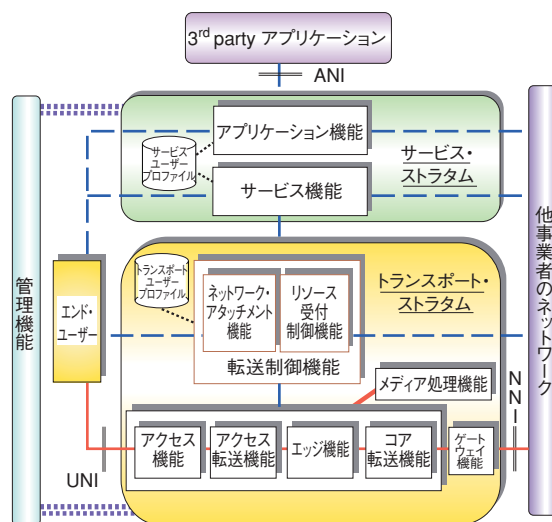 3rd party アプリケーション
ANI
アプリケーション機能
サービス
ユーザー
プロファイル
サービス・
ストラタム
サービス機能
管理機能
他事業者のネットワーク
トランスポート
ユーザー
プロファイル
トランスポート・
ストラタム
エンド・
ユーザー
ネットワーク・
アタッチメント
機能
リソース
受付
制御機能
転送制御機能
メディア処理機能
NNI
UNI
アクセス
機能
アクセス
転送機能
エッジ機能
コア
転送機能
ゲート
ウェイ
機能